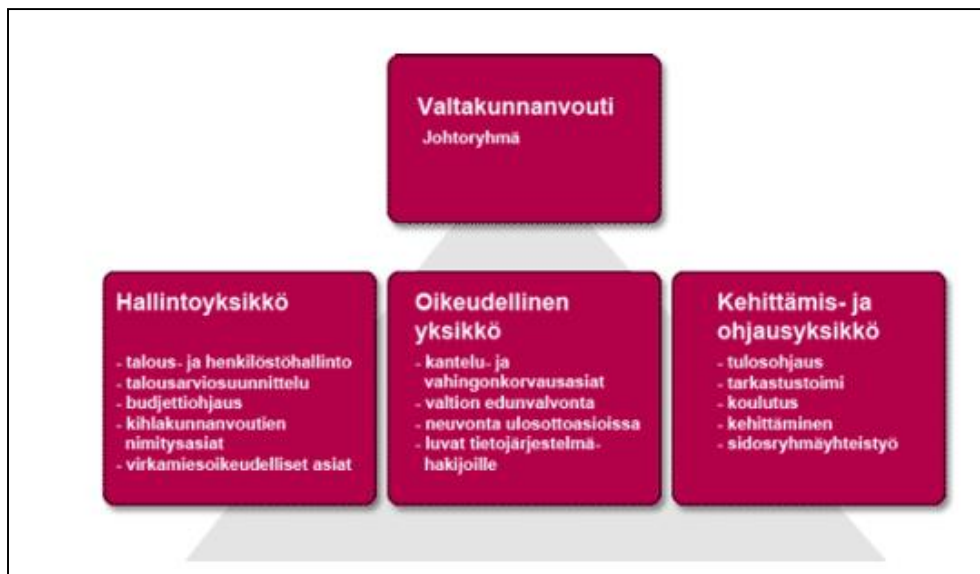 Valtakunnanvouti
Johtoryhmä
Hallintoyksikkö
- talous- ja henkilöstöhallinto
- talousarviosuunnittelu
- budjettiohjaus
- kihlakunnanvoutien
nimitysasiat
- virkamiesoikeudelliset asiat
Oikeudellinen
yksikkö
- kantelu- ja
vahingonkorvausasiat
- valtion edunvalvonta
- neuvonta ulosottoasioissa
- luvat tietojärjestelmä-
hakijoille
Kehittämis- ja
ohjausyksikkö
- tulosohjaus
- tarkastustoimi
- koulutus
- kehittäminen
- sidosryhmäyhteistyö